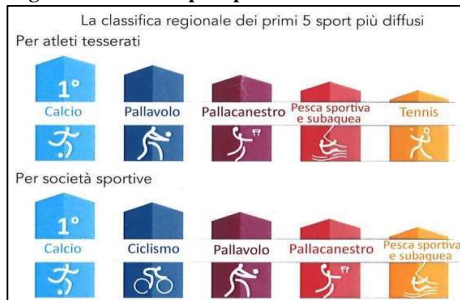 La classifica regionale dei primi 5 sport più diffusi
Per atleti tesserati
1°
Calcio Pallavolo Pallacanestro Pesca sportiva e subaquea Tennis
Per società sportive
1°
Calcio Ciclismo Pallavolo Pallacanestro Pesca sportiva e subaquea